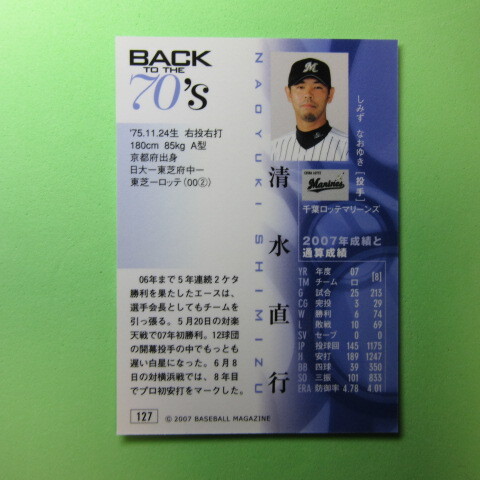 BACK
TO THE
70's
NAOYUKI SHIMIZU
'75.11.24生 右投右打
180cm 85kg A型
京都府出身
日大ー東芝府中ー
東芝ーロッテ(00②)
06年まで5年連続2ケタ
勝利を果たしたエースは、
選手会長としてもチームを
引っ張る。5月20日の対楽
天戦で07年初勝利。12球団
の開幕投手の中でもっとも
遅い白星になった。6月8
日の対横浜戦では、8年目
でプロ初安打をマークした。
127
© 2007 BASEBALL MAGAZINE
清水直行
しみず なおゆき[投手]
M
Marines
千葉ロッテマリーンズ
2007年成績と
通算成績
YR 年度 07 [8]
TM チーム ロ
G 試合 25 213
CG 完投 3 29
W 勝利 6 74
L 敗戦 10 69
SV セーブ 0 0
IP 投球回 145 1175
H 安打 189 1247
BB 四球 39 350
SO 三振 101 833
ERA 防御率 4.78 4.01